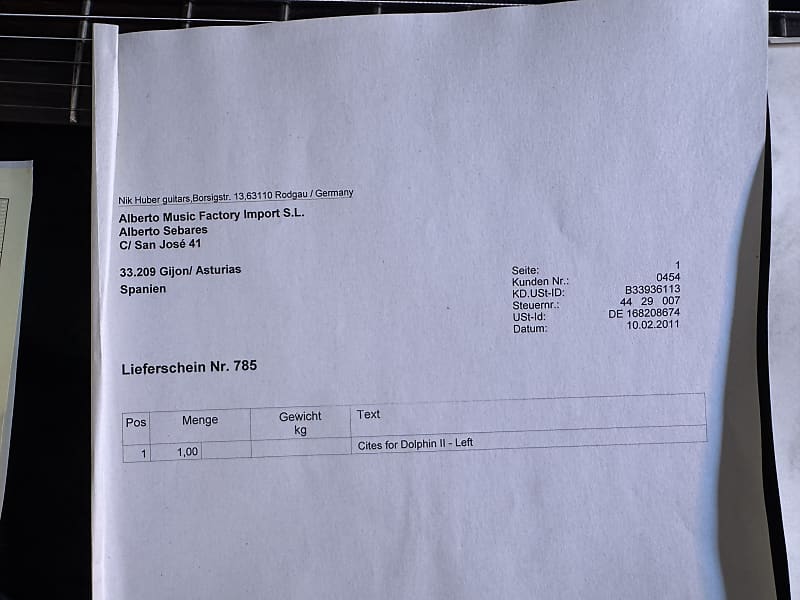 Nik Huber guitars,Borsigstr. 13,63110 Rodgau / Germany
Alberto Music Factory Import S.L.
Alberto Sebares
C/ San José 41
33.209 Gijon/ Asturias
Spanien
Seite: 1
Kunden Nr.: 0454
KD.USt-ID: B33936113
Steuernr.: 44 29 007
USt-Id: DE 168208674
Datum: 10.02.2011
Lieferschein Nr. 785
Pos Menge Gewicht kg Text
1 1,00 Cites for Dolphin II - Left